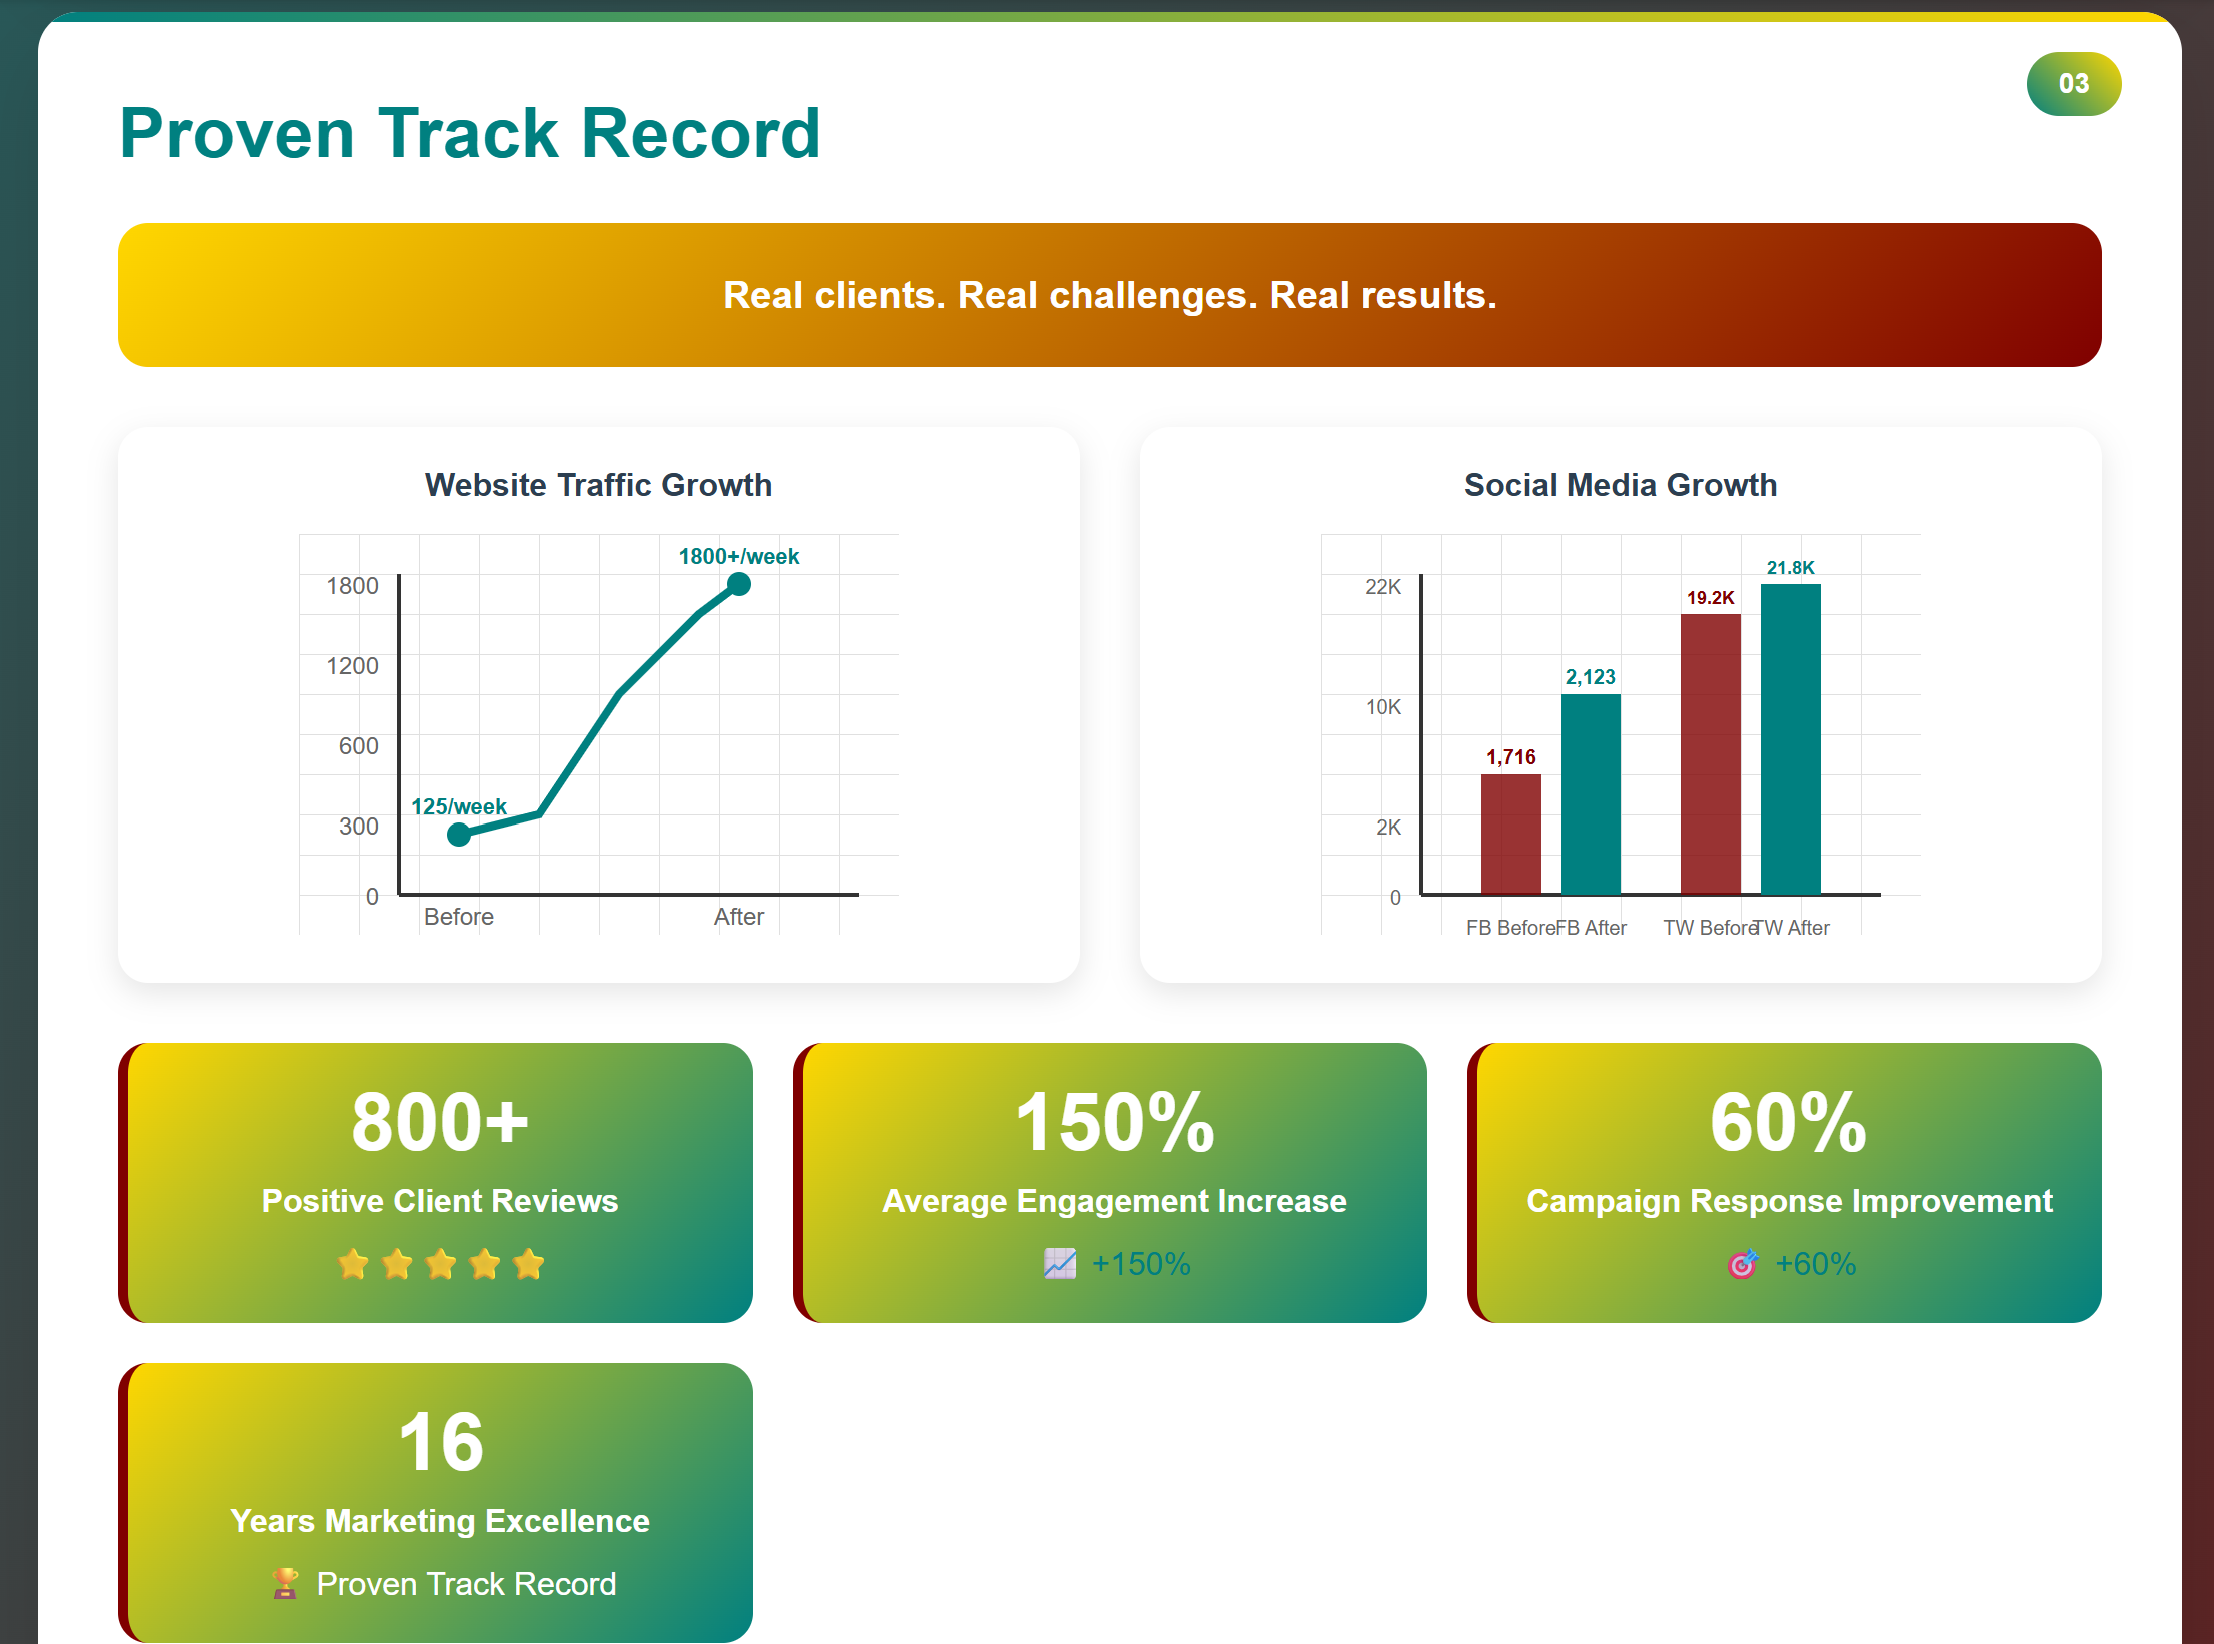 03
Proven Track Record
Real clients. Real challenges. Real results.
Website Traffic Growth
1800+/week
1800
1200
600
125/week
300
0
Before After
Social Media Growth
21.8K
22K
19.2K
2,123
10K
1,716
2K
0
FB Before FB After TW Before TW After
800+
Positive Client Reviews
150%
Average Engagement Increase
+150%
60%
Campaign Response Improvement
+60%
16
Years Marketing Excellence
Proven Track Record